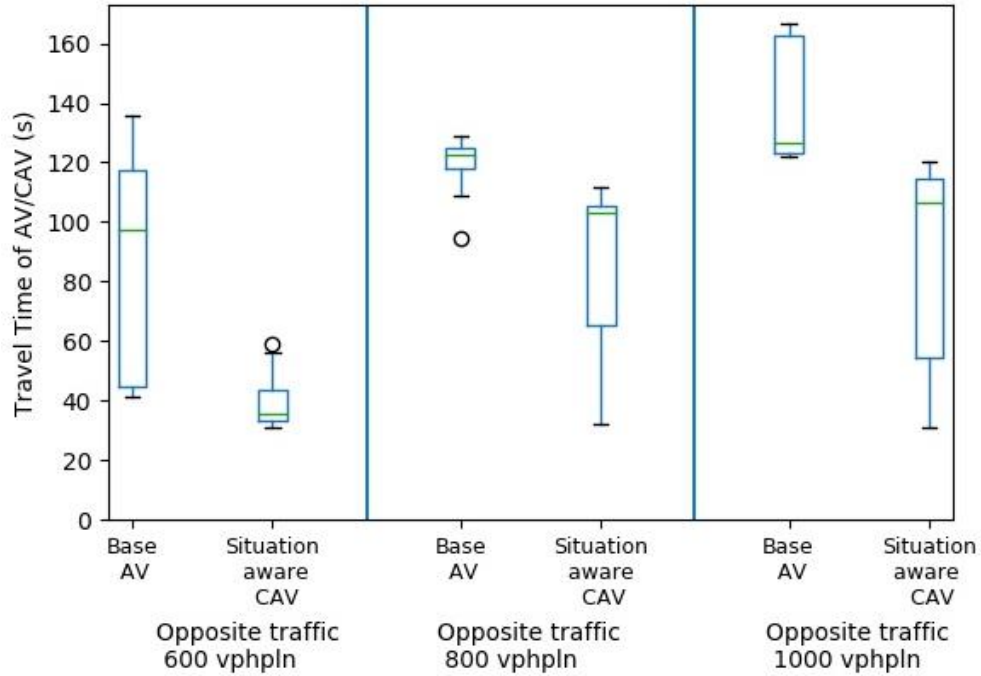 Travel Time of AV/CAV (s)
160
140
120
100
80
60
40
20
0
Base
AV
Situation
aware
CAV
Base
AV
Situation
aware
CAV
Base
AV
Situation
aware
CAV
Opposite traffic
600 vphpln
Opposite traffic
800 vphpln
Opposite traffic
1000 vphpln